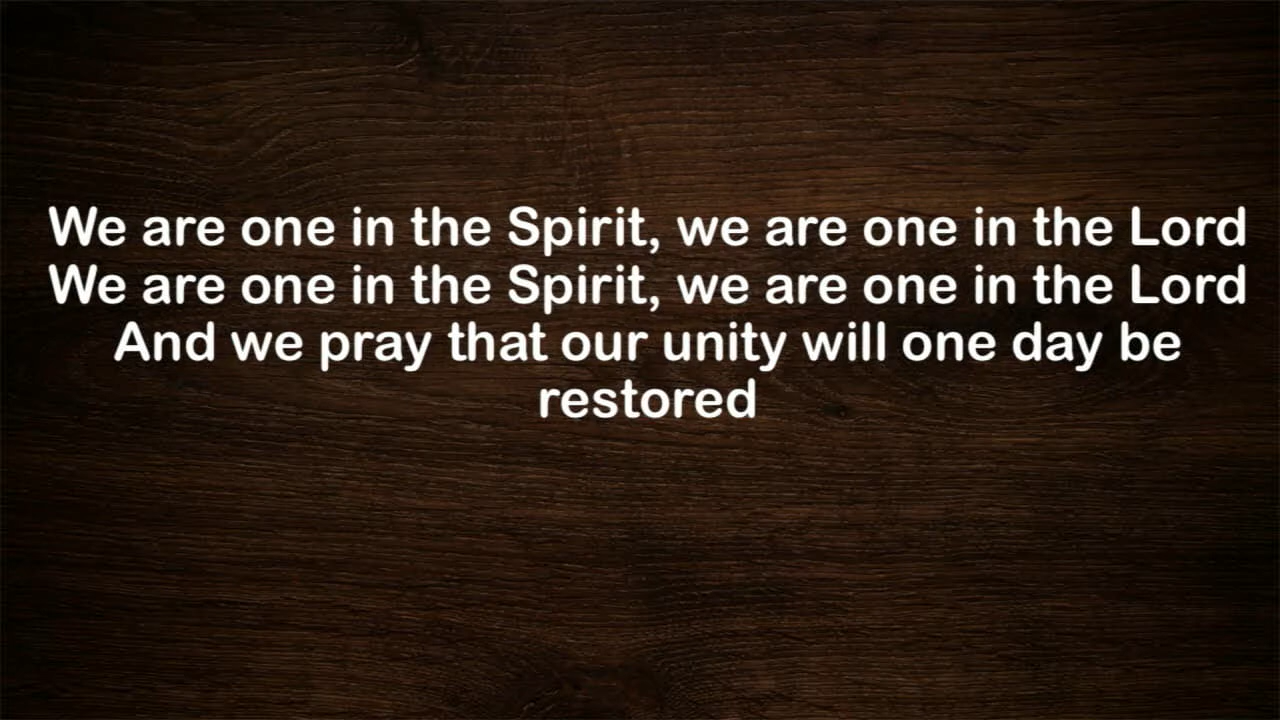 We are one in the Spirit, we are one in the Lord
We are one in the Spirit, we are one in the Lord
And we pray that our unity will one day be
restored